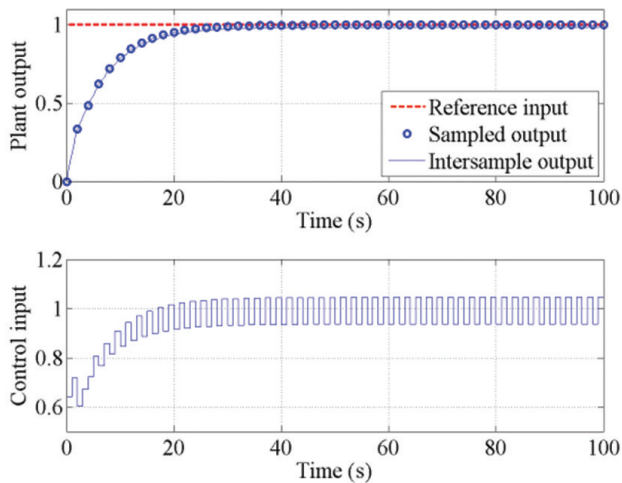 Plant output
1
0.5
0
Reference input
Sampled output
Intersample output
0 20 40 60 80 100
Time (s)
Control input
1.2
1
0.8
0.6
0 20 40 60 80 100
Time (s)